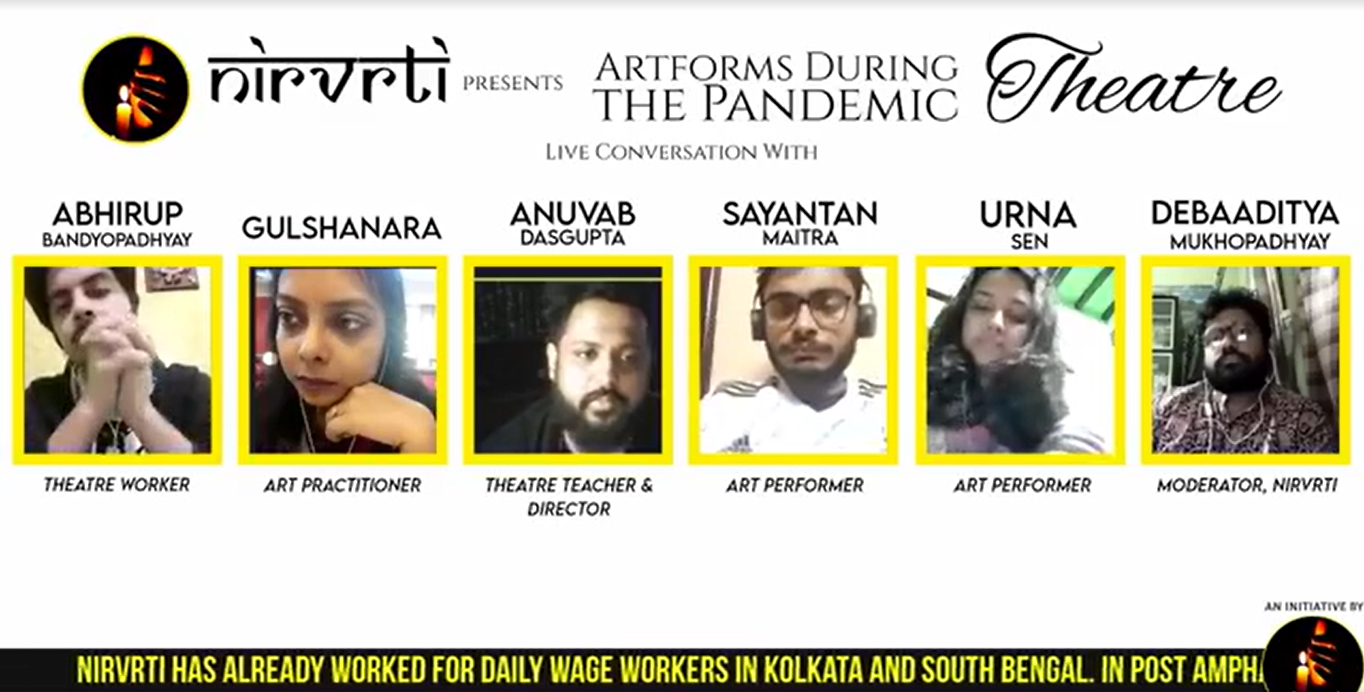 nirvrti PRESENTS ARTFORMS DURING THE PANDEMIC Theatre
LIVE CONVERSATION WITH
ABHIRUP
BANDYOPADHYAY
GULSHANARA
ANUVAB
DASGUPTA
SAYANTAN
MAITRA
URNA
SEN
DEBAADITYA
MUKHOPADHYAY
THEATRE WORKER
ART PRACTITIONER
THEATRE TEACHER &
DIRECTOR
ART PERFORMER
ART PERFORMER
MODERATOR, NIRVRTI
AN INITIATIVE BY
NIRVRTI HAS ALREADY WORKED FOR DAILY WAGE WORKERS IN KOLKATA AND SOUTH BENGAL. IN POST